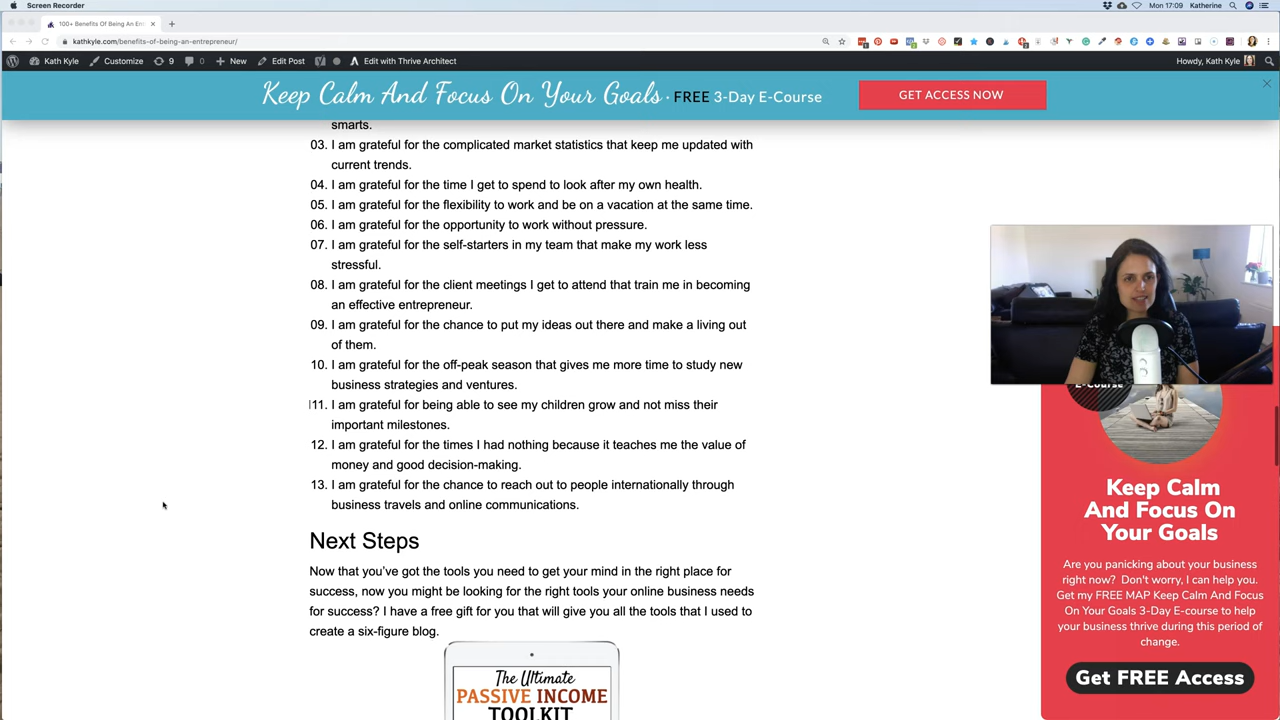 Screen Recorder
Mon 17:09 Katherine
100+ Benefits Of Being An Ent
kathkyle.com/benefits-of-being-an-entrepreneur/
Kath Kyle Customize 9 0 New Edit Post Edit with Thrive Architect Howdy, Kath Kyle
Keep Calm And Focus On Your Goals · FREE 3-Day E-Course GET ACCESS NOW
smarts.
03. I am grateful for the complicated market statistics that keep me updated with
current trends.
04. I am grateful for the time I get to spend to look after my own health.
05. I am grateful for the flexibility to work and be on a vacation at the same time.
06. I am grateful for the opportunity to work without pressure.
07. I am grateful for the self-starters in my team that make my work less
stressful.
08. I am grateful for the client meetings I get to attend that train me in becoming
an effective entrepreneur.
09. I am grateful for the chance to put my ideas out there and make a living out
of them.
10. I am grateful for the off-peak season that gives me more time to study new
business strategies and ventures.
11. I am grateful for being able to see my children grow and not miss their
important milestones.
12. I am grateful for the times I had nothing because it teaches me the value of
money and good decision-making.
13. I am grateful for the chance to reach out to people internationally through
business travels and online communications.
Next Steps
Now that you've got the tools you need to get your mind in the right place for
success, now you might be looking for the right tools your online business needs
for success? I have a free gift for you that will give you all the tools that I used to
create a six-figure blog.
The Ultimate
PASSIVE INCOME
TOOLKIT
E-Course
Keep Calm
And Focus On
Your Goals
Are you panicking about your business
right now? Don't worry, I can help you.
Get my FREE MAP Keep Calm And Focus
On Your Goals 3-Day E-course to help
your business thrive during this period of
change.
Get FREE Access